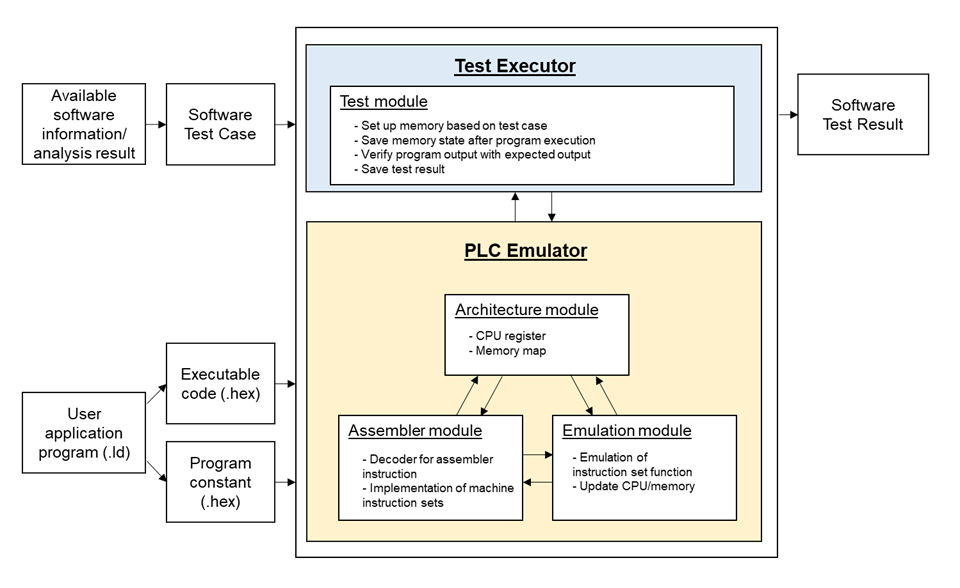 Available
software
information/
analysis result
Software
Test Case
Test Executor
Test module
- Set up memory based on test case
- Save memory state after program execution
- Verify program output with expected output
- Save test result
Software
Test Result
PLC Emulator
Architecture module
- CPU register
- Memory map
Assembler module
- Decoder for assembler
instruction
- Implementation of machine
instruction sets
Emulation module
- Emulation of
instruction set function
- Update CPU/memory
User
application
program (.ld)
Executable
code (.hex)
Program
constant
(.hex)